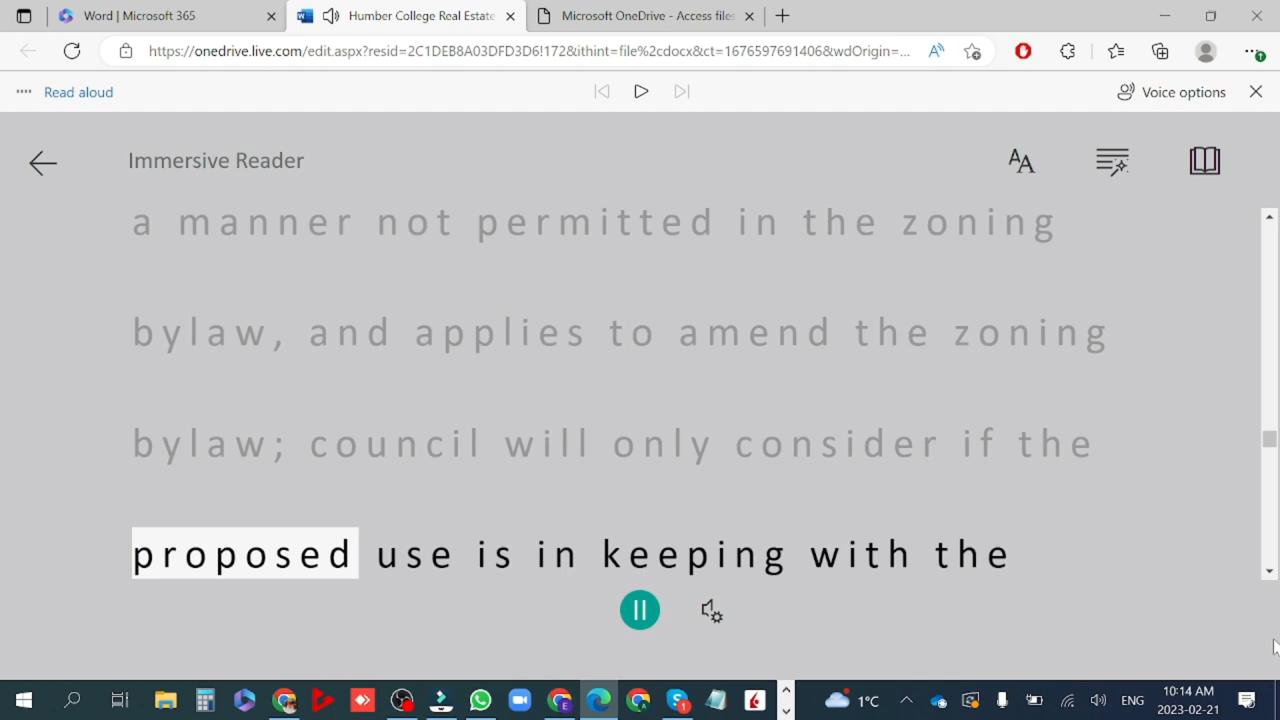 Word | Microsoft 365
Humber College Real Estate
Microsoft OneDrive - Access files
https://onedrive.live.com/edit.aspx?resid=2C1DEB8A03DFD3D6!172&ithint=file%2cdocx&ct=1676597691406&wdOrigin=...
Read aloud
Voice options
Immersive Reader
a manner not permitted in the zoning
bylaw, and applies to amend the zoning
bylaw; council will only consider if the
proposed use is in keeping with the
1°C
ENG
10:14 AM
2023-02-21